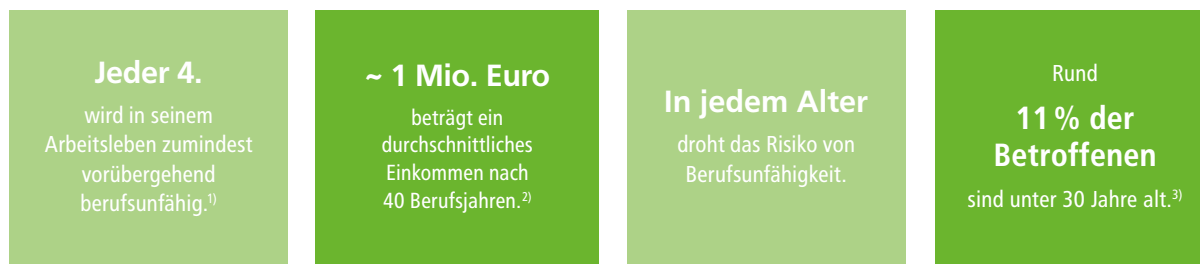 Jeder 4.
wird in seinem
Arbeitsleben zumindest
vorübergehend
berufsunfähig.1)
~ 1 Mio. Euro
beträgt ein
durchschnittliches
Einkommen nach
40 Berufsjahren.2)
In jedem Alter
droht das Risiko von
Berufsunfähigkeit.
Rund
11 % der
Betroffenen
sind unter 30 Jahre alt.3)